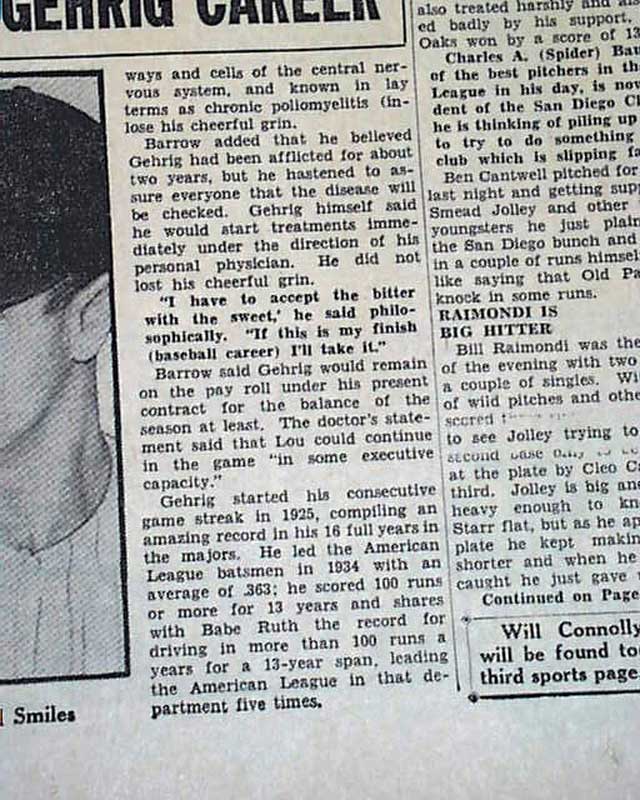 GEHRIG CAREER
ways and cells of the central ner-
vous system, and known in lay
terms as chronic poliomyelitis (in-
lose his cheerful grin.
Barrow added that he believed
Gehrig had been afflicted for about
two years, but he hastened to as-
sure everyone that the disease will
be checked. Gehrig himself said
he would start treatments imme-
diately under the direction of his
personal physician. He did not
lost his cheerful grin.
"I have to accept the bitter
with the sweet,' he said philo-
sophically. "If this is my finish
(baseball career) I'll take it."
Barrow said Gehrig would remain
on the pay roll under his present
contract for the balance of the
season at least. The doctor's state-
ment said that Lou could continue
in the game "in some executive
capacity."
Gehrig started his consecutive
game streak in 1925, compiling an
amazing record in his 16 full years in
the majors. He led the American
League batsmen in 1934 with an
average of .363; he scored 100 runs
or more for 13 years and shares
with Babe Ruth the record for
driving in more than 100 runs a
years for a 13-year span, leading
the American League in that de-
partment five times.
Smiles
also treated harshly and
ed badly by his support,
Oaks won by a score of 13
Charles A. (Spider)
of the best pitchers in
League in his day, is
dent of the San Diego
he is thinking of piling up
to try to do something
club which is slipping
Ben Cantwell pitched for
last night and getting
Smead Jolley and other
youngsters he just
the San Diego bunch and
in a couple of runs
like saying that Old
knock in some runs.
RAIMONDI IS
BIG HITTER
Bill Raimondi was the
of the evening with two
a couple of singles.
of wild pitches and
scored
to see Jolley trying to
second base only
at the plate by Cleo
third. Jolley is big
heavy enough to
Starr flat, but as he
plate he kept
shorter and when he
caught he just gave
Continued on Page
Will Connolly
will be found
third sports page